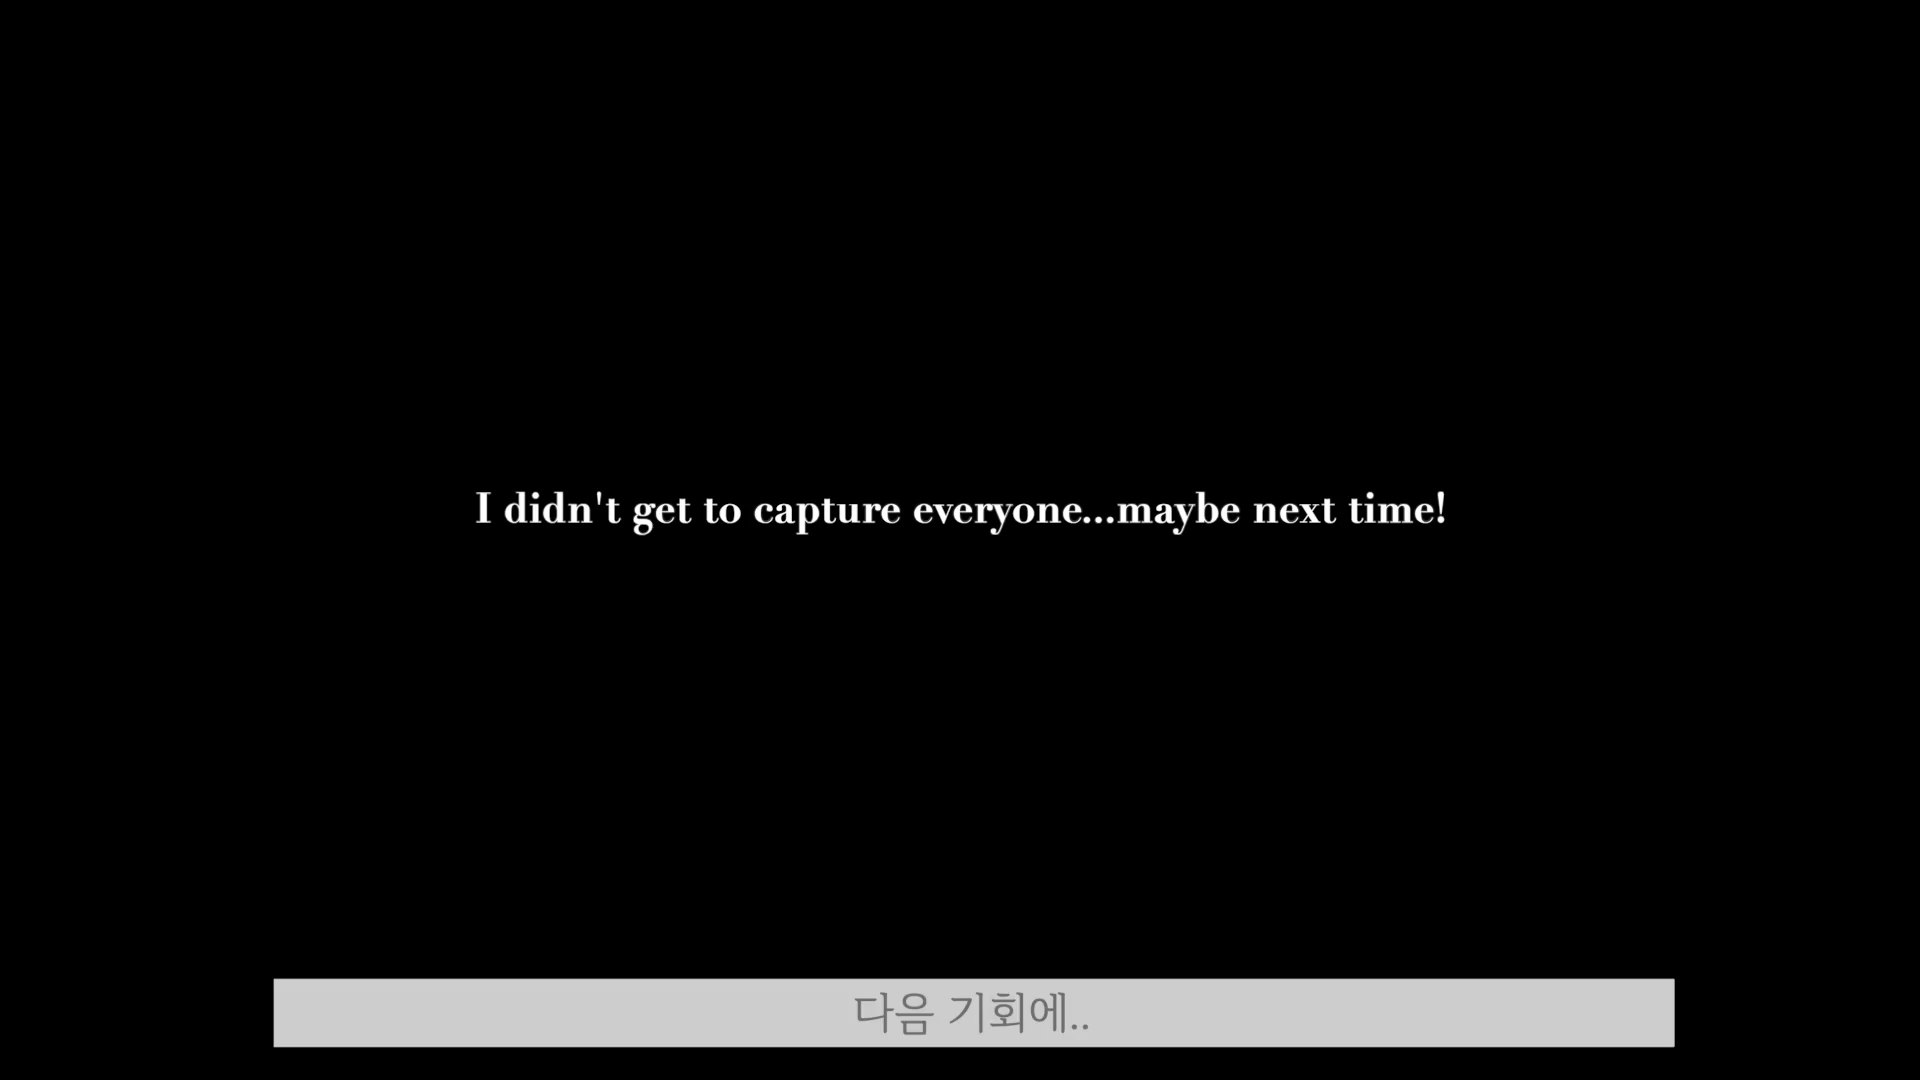 I didn't get to capture everyone...maybe next time!
다음 기회에..